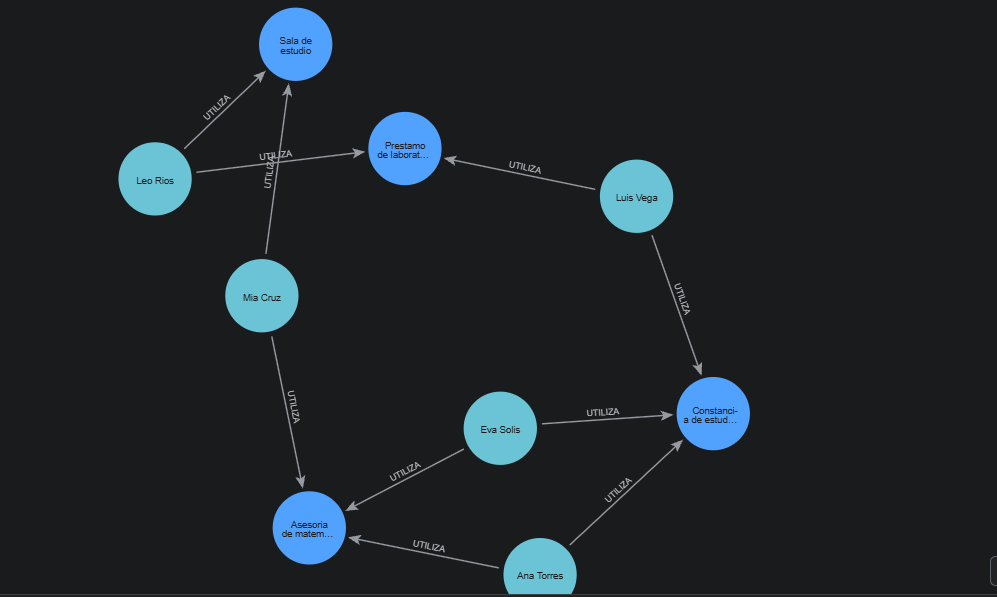 Sala de
estudio
UTILIZA
Prestamo
de laborat...
UTILIZA
UTILIZA
UTILIZA
Leo Rios
Luis Vega
Mia Cruz
UTILIZA
UTILIZA
Constanci-
a de estud...
UTILIZA
Eva Solis
UTILIZA
UTILIZA
Asesoria
de matem...
UTILIZA
Ana Torres